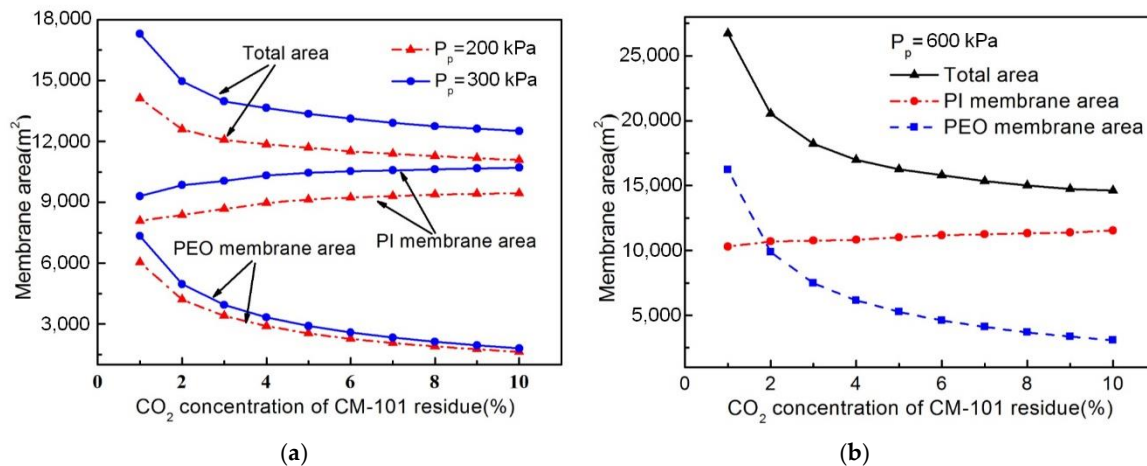 18,000
15,000
12,000
9,000
6,000
3,000
Membrane area(m²)
Total area
Pₚ=200 kPa
Pₚ=300 kPa
PEO membrane area
PI membrane area
0 2 4 6 8 10
CO₂ concentration of CM-101 residue(%)
(a)
25,000
20,000
15,000
10,000
5,000
Membrane area(m²)
Pₚ=600 kPa
Total area
PI membrane area
PEO membrane area
0 2 4 6 8 10
CO₂ concentration of CM-101 residue(%)
(b)